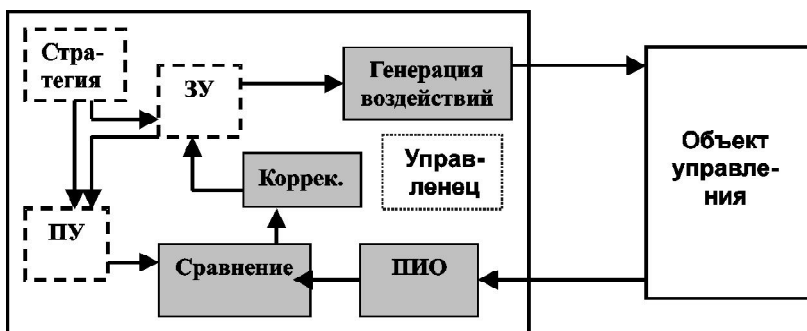 Стра-
тегия
ЗУ
Генерация
воздействий
Объект
управле-
ния
Управ-
ленец
Коррек.
ПУ
Сравнение
ПИО